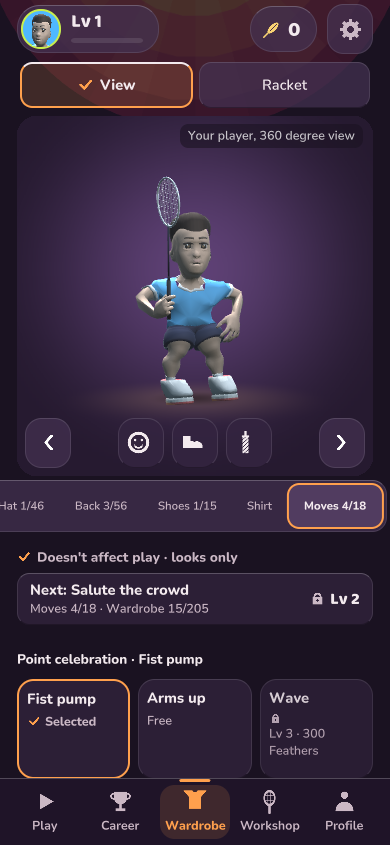 Lv 1
0
View
Racket
Your player, 360 degree view
Hat 1/46
Back 3/56
Shoes 1/15
Shirt
Moves 4/18
Doesn't affect play · looks only
Next: Salute the crowd
Moves 4/18 · Wardrobe 15/205
Lv 2
Point celebration · Fist pump
Fist pump
Selected
Arms up
Free
Wave
Lv 3 · 300
Feathers
Play
Career
Wardrobe
Workshop
Profile